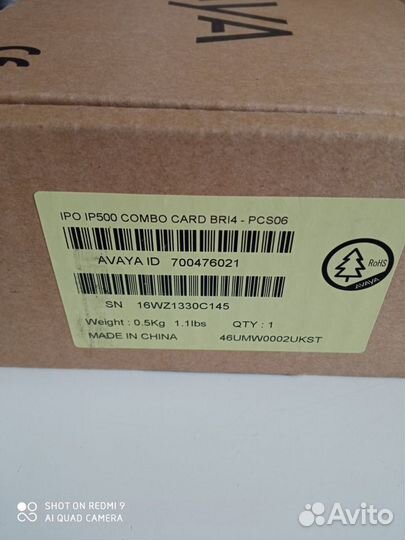 AVAYA
IPO IP500 COMBO CARD BRI4 - PCS06
AVAYA ID 700476021
RoHS
AVAYA
SN 16WZ1330C145
Weight : 0.5Kg 1.1lbs QTY : 1
MADE IN CHINA 46UMW0002UKST
SHOT ON REDMI 9
AI QUAD CAMERA
Avito